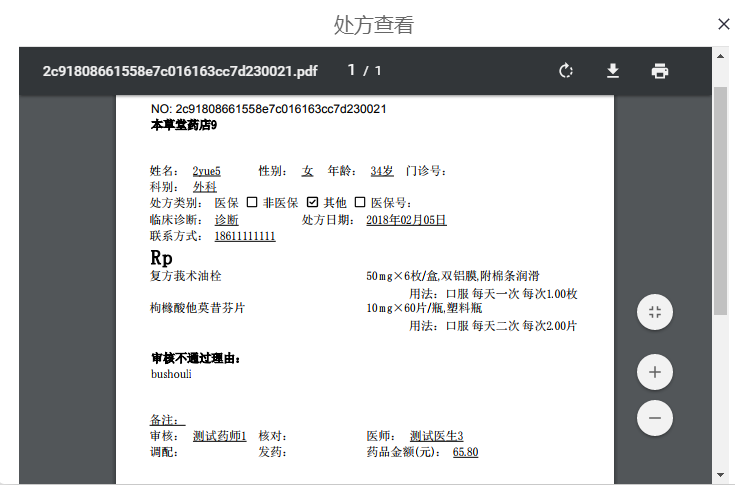 处方查看
2c91808661558e7c016163cc7d230021.pdf 1 / 1
NO: 2c91808661558e7c016163cc7d230021
本草堂药店9
姓名： 2yue5 性别： 女 年龄： 34岁 门诊号：
科别： 外科
处方类别： 医保 ☐ 非医保 ☑ 其他 ☐ 医保号：
临床诊断： 诊断 处方日期： 2018年02月05日
联系方式： 18611111111
Rp
复方莪术油栓 50mg×6枚/盒,双铝膜,附棉条润滑
用法：口服 每天一次 每次1.00枚
枸橼酸他莫昔芬片 10mg×60片/瓶,塑料瓶
用法：口服 每天二次 每次2.00片
审核不通过理由：
bushouli
备注：
审核： 测试药师1 核对： 医师： 测试医生3
调配： 发药： 药品金额(元)： 65.80